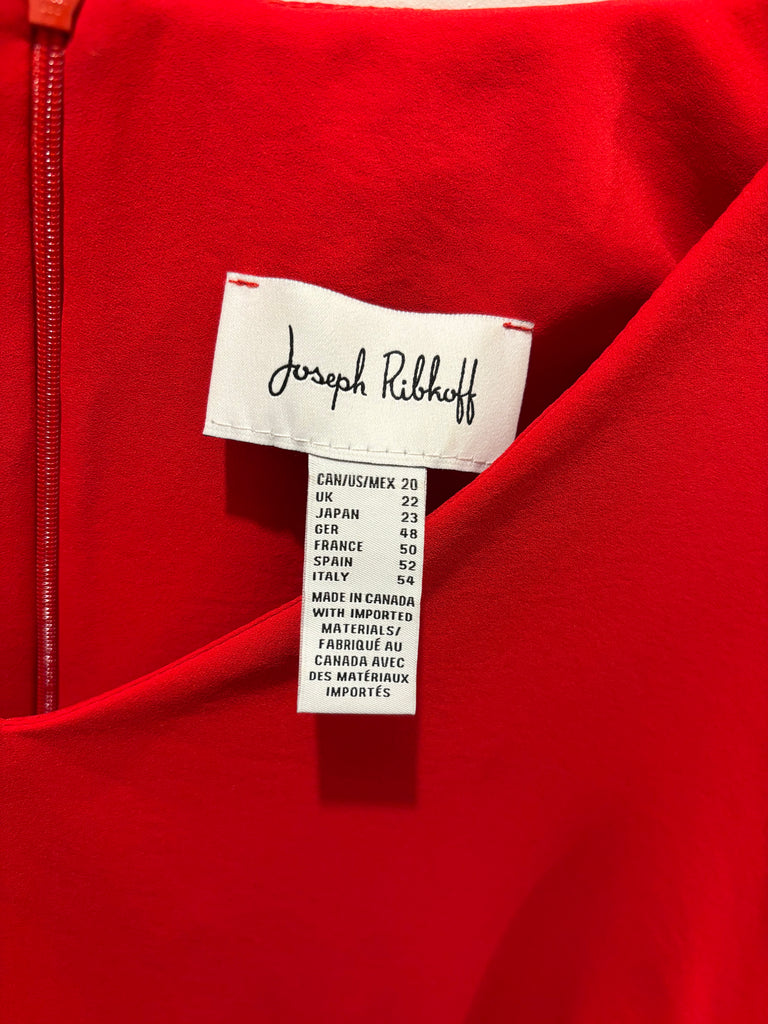 Joseph Ribkoff
CAN/US/MEX 20
UK 22
JAPAN 23
GER 48
FRANCE 50
SPAIN 52
ITALY 54
MADE IN CANADA
WITH IMPORTED
MATERIALS/
FABRIQUÉ AU
CANADA AVEC
DES MATÉRIAUX
IMPORTÉS